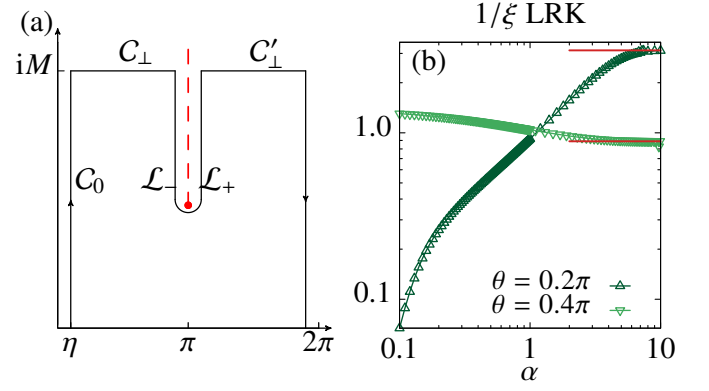 1/ξ LRK
(a)
(b)
iM
C⊥
C′⊥
C0
L−
L+
η
π
2π
1.0
0.1
θ = 0.2π
θ = 0.4π
0.1
1
10
α